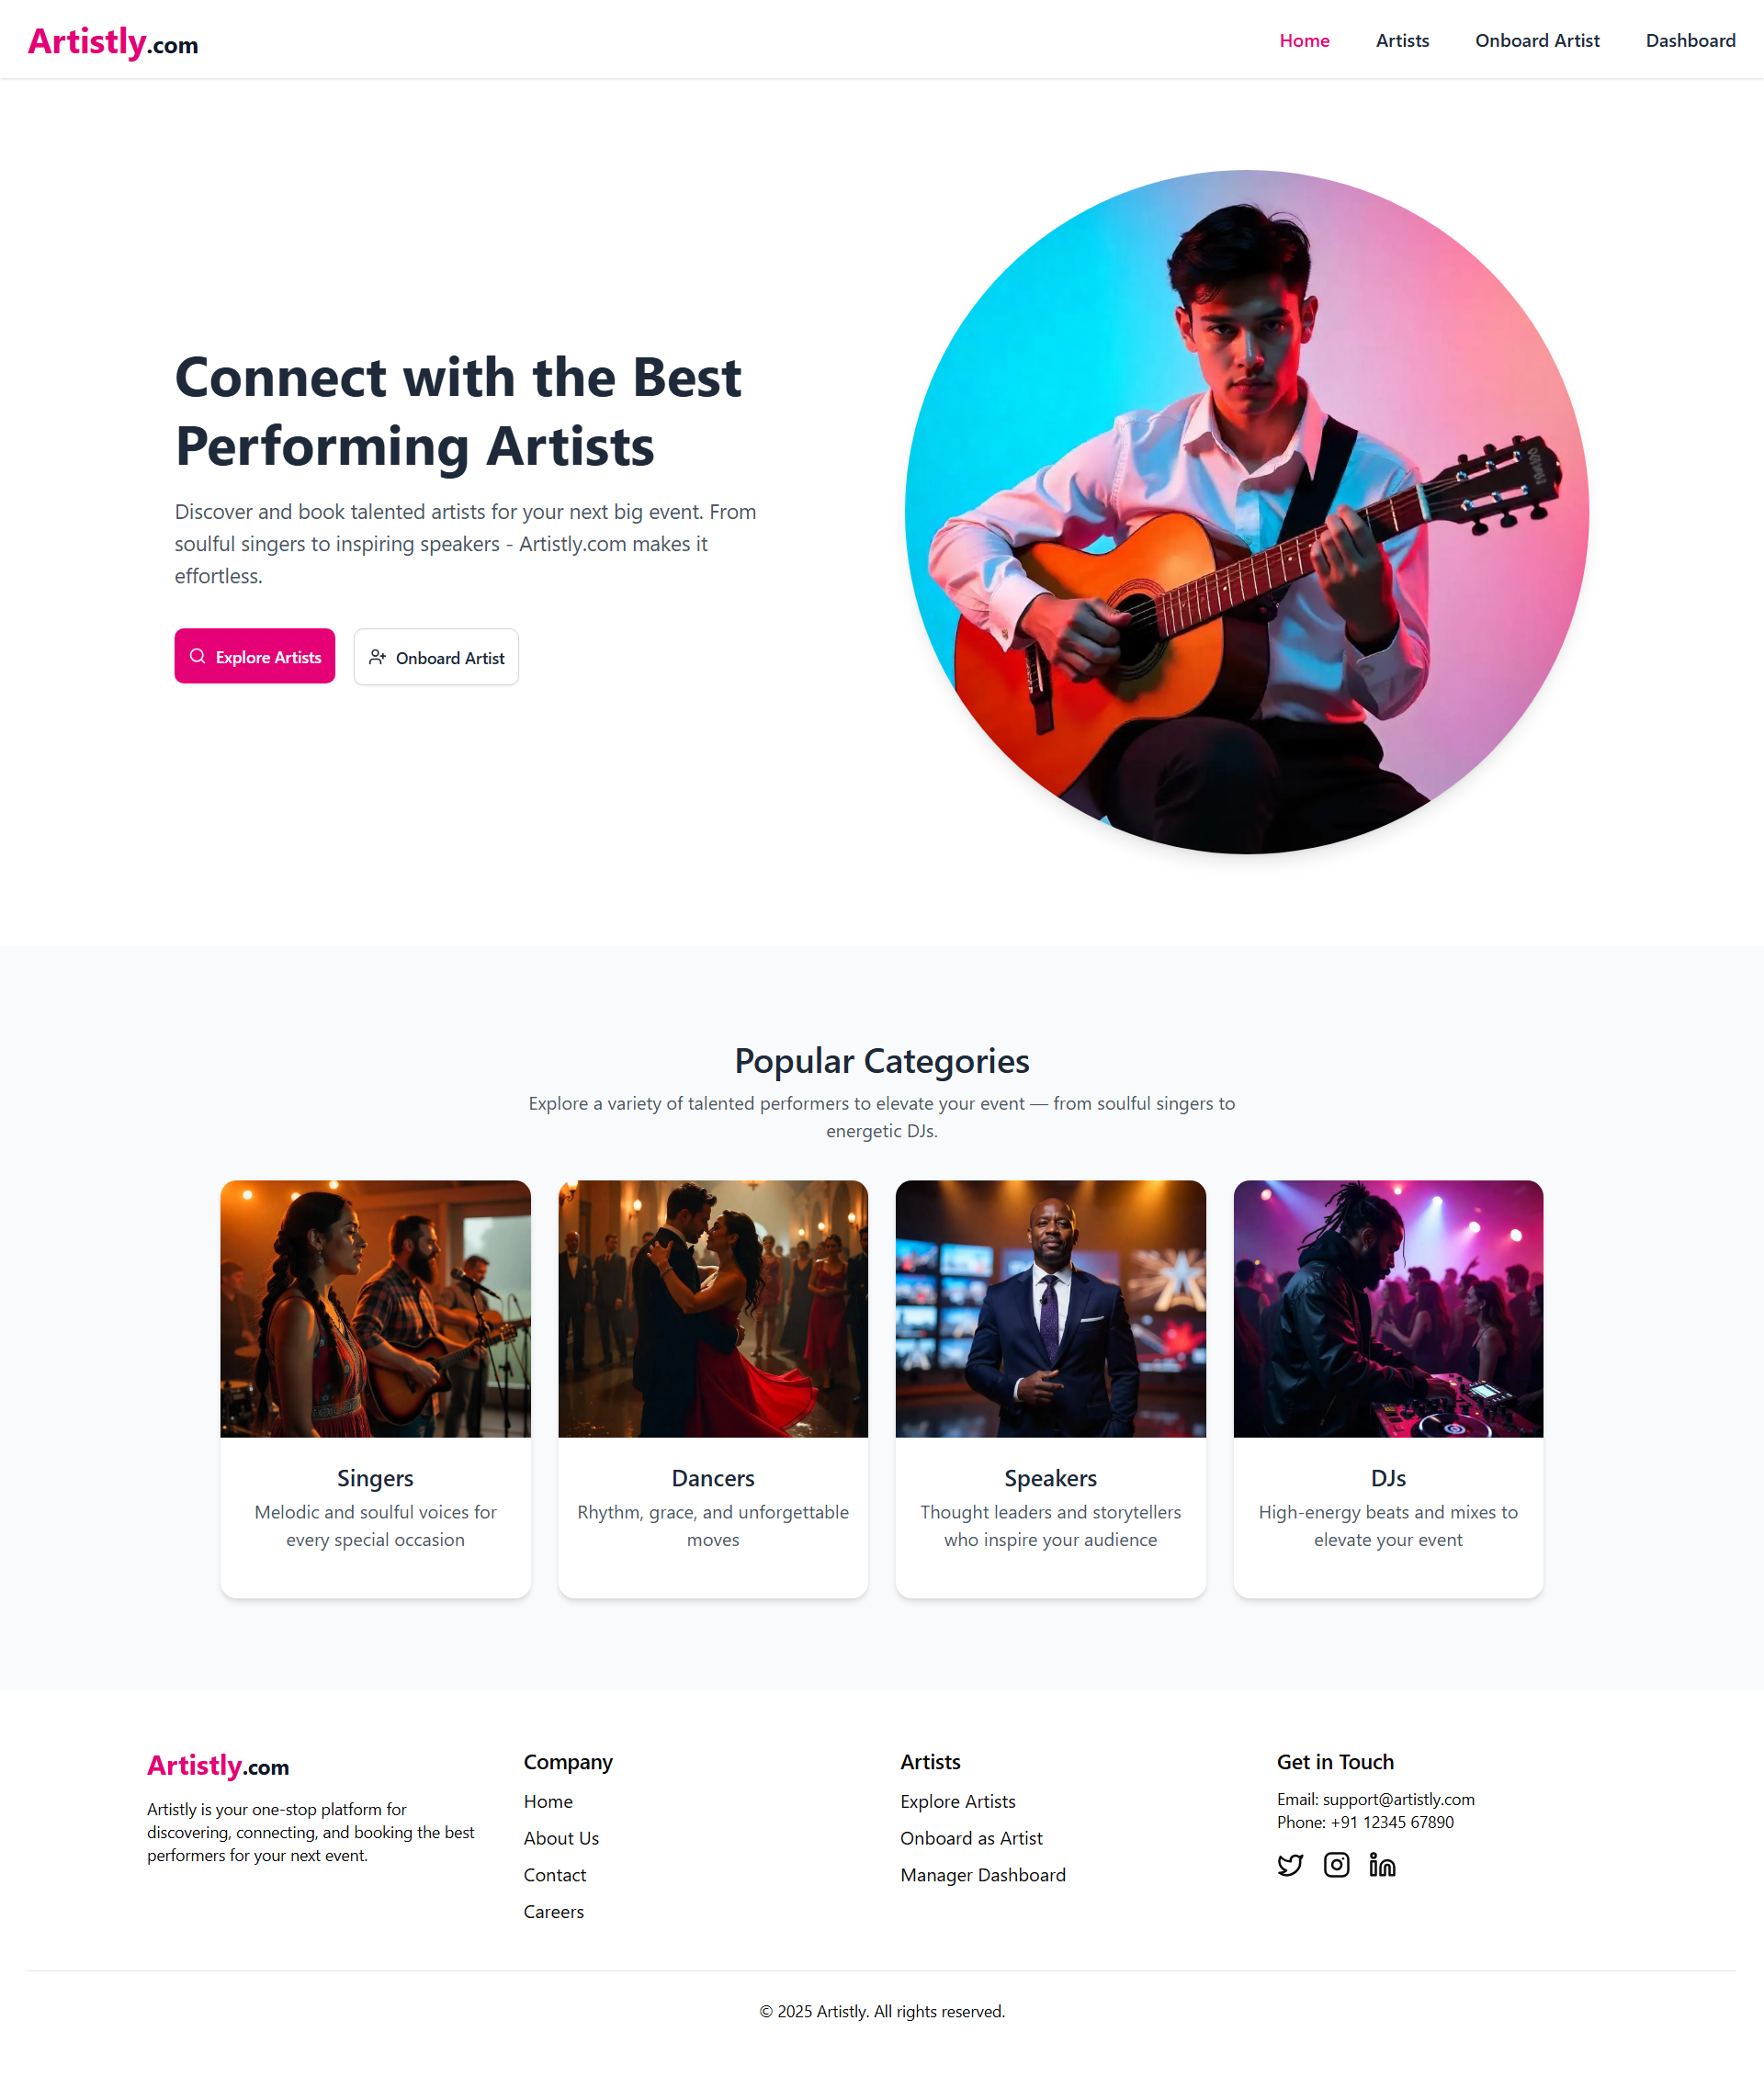 Artistly.com
Home
Artists
Onboard Artist
Dashboard
Connect with the Best
Performing Artists
Discover and book talented artists for your next big event. From
soulful singers to inspiring speakers - Artistly.com makes it
effortless.
Explore Artists
Onboard Artist
Popular Categories
Explore a variety of talented performers to elevate your event — from soulful singers to
energetic DJs.
Singers
Melodic and soulful voices for
every special occasion
Dancers
Rhythm, grace, and unforgettable
moves
Speakers
Thought leaders and storytellers
who inspire your audience
DJs
High-energy beats and mixes to
elevate your event
Artistly.com
Artistly is your one-stop platform for
discovering, connecting, and booking the best
performers for your next event.
Company
Home
About Us
Contact
Careers
Artists
Explore Artists
Onboard as Artist
Manager Dashboard
Get in Touch
Email: support@artistly.com
Phone: +91 12345 67890
© 2025 Artistly. All rights reserved.